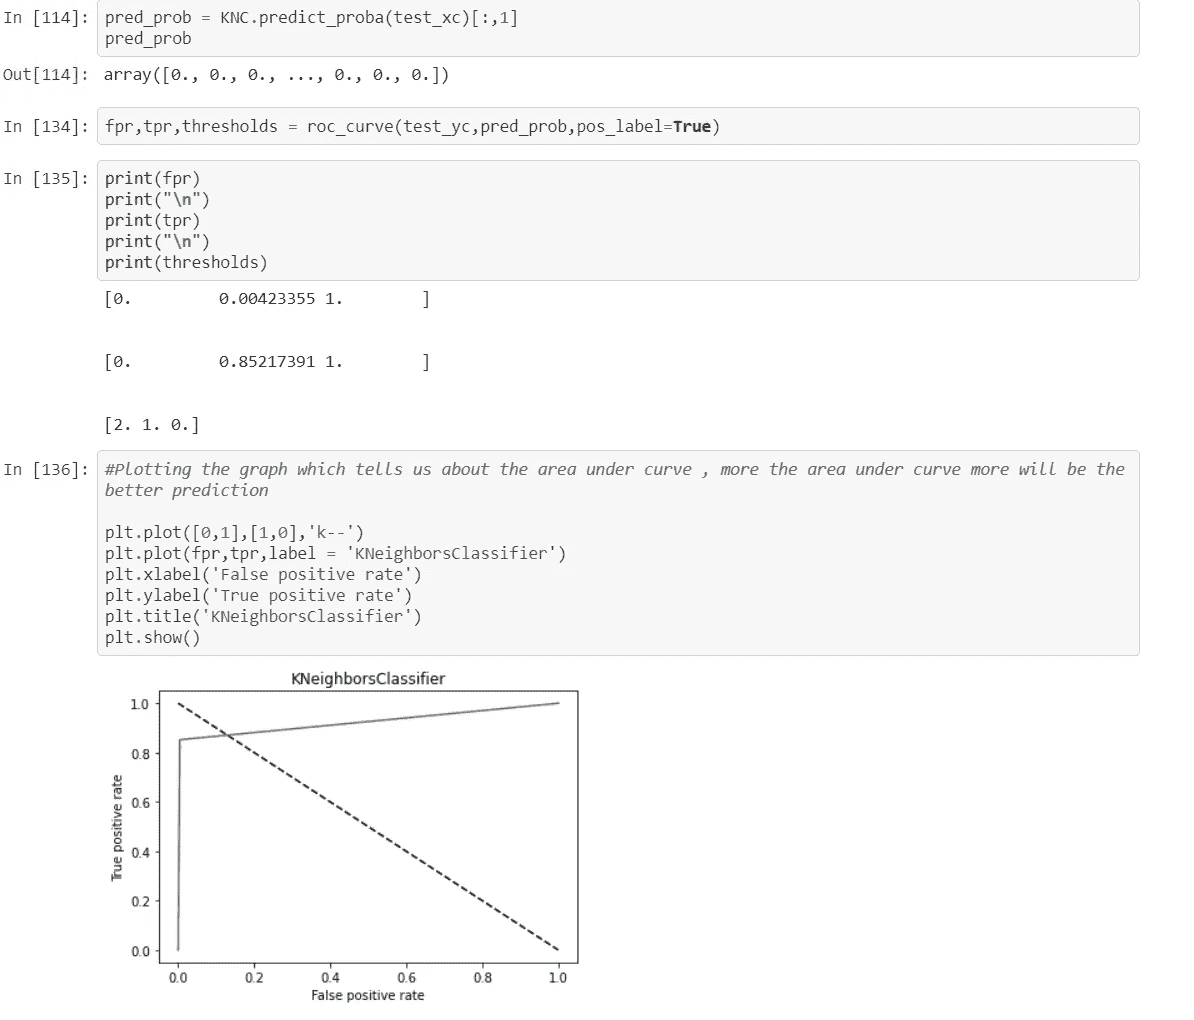 In [114]: pred_prob = KNC.predict_proba(test_xc)[:,1]
pred_prob
Out[114]: array([0., 0., 0., ..., 0., 0., 0.])
In [134]: fpr,tpr,thresholds = roc_curve(test_yc,pred_prob,pos_label=True)
In [135]: print(fpr)
print("\n")
print(tpr)
print("\n")
print(thresholds)
[0.         0.00423355 1.        ]
[0.         0.85217391 1.        ]
[2. 1. 0.]
In [136]: #Plotting the graph which tells us about the area under curve , more the area under curve more will be the
better prediction
plt.plot([0,1],[1,0],'k--')
plt.plot(fpr,tpr,label = 'KNeighborsClassifier')
plt.xlabel('False positive rate')
plt.ylabel('True positive rate')
plt.title('KNeighborsClassifier')
plt.show()
KNeighborsClassifier
True positive rate
1.0
0.8
0.6
0.4
0.2
0.0
0.0 0.2 0.4 0.6 0.8 1.0
False positive rate